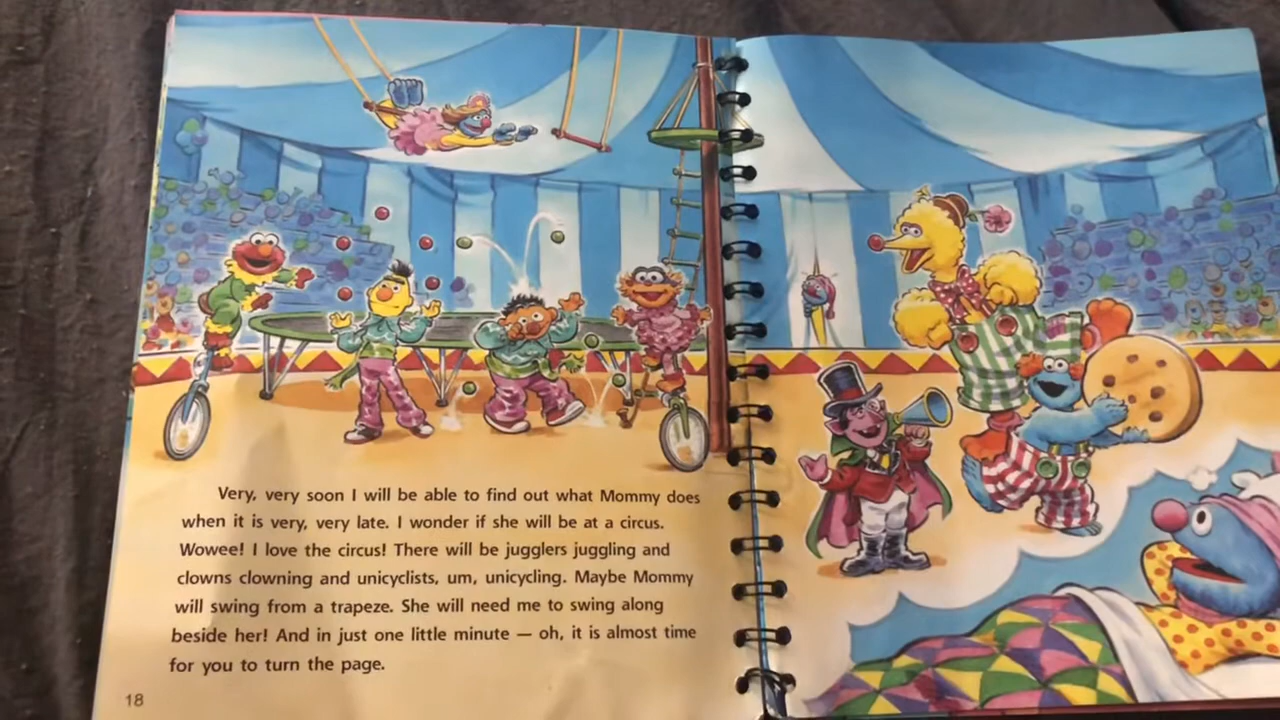 Very, very soon I will be able to find out what Mommy does
when it is very, very late. I wonder if she will be at a circus.
Wowee! I love the circus! There will be jugglers juggling and
clowns clowning and unicyclists, um, unicycling. Maybe Mommy
will swing from a trapeze. She will need me to swing along
beside her! And in just one little minute — oh, it is almost time
for you to turn the page.
18